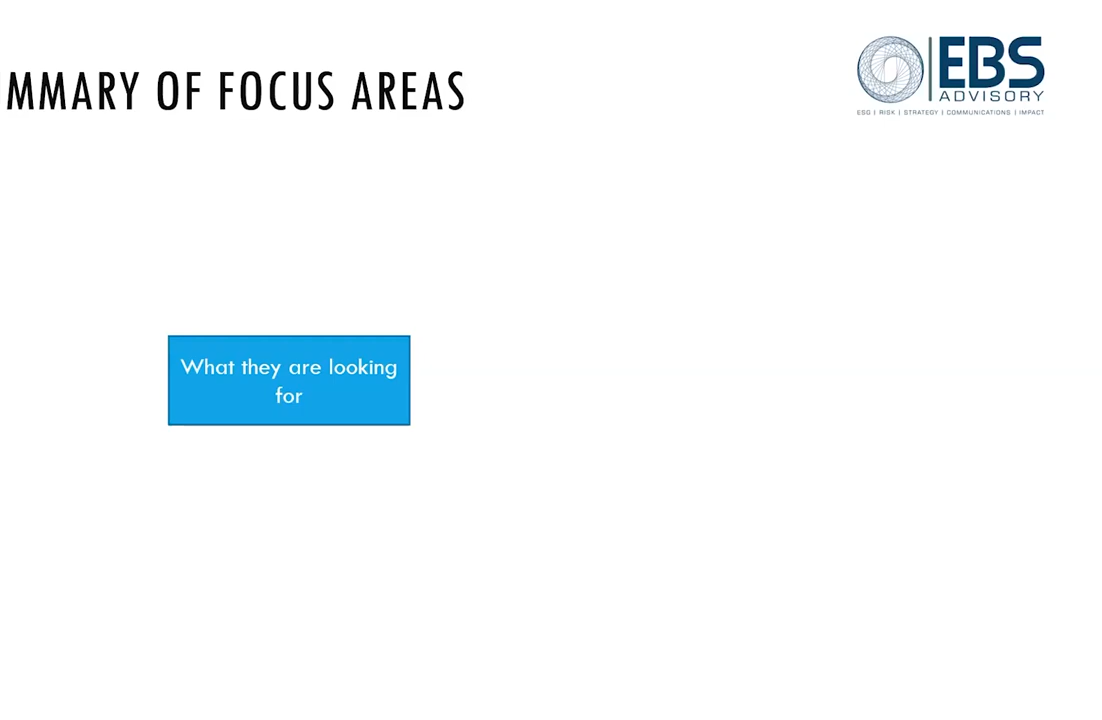 MMARY OF FOCUS AREAS
EBS
ADVISORY
ESG | RISK | STRATEGY | COMMUNICATIONS | IMPACT
What they are looking
for